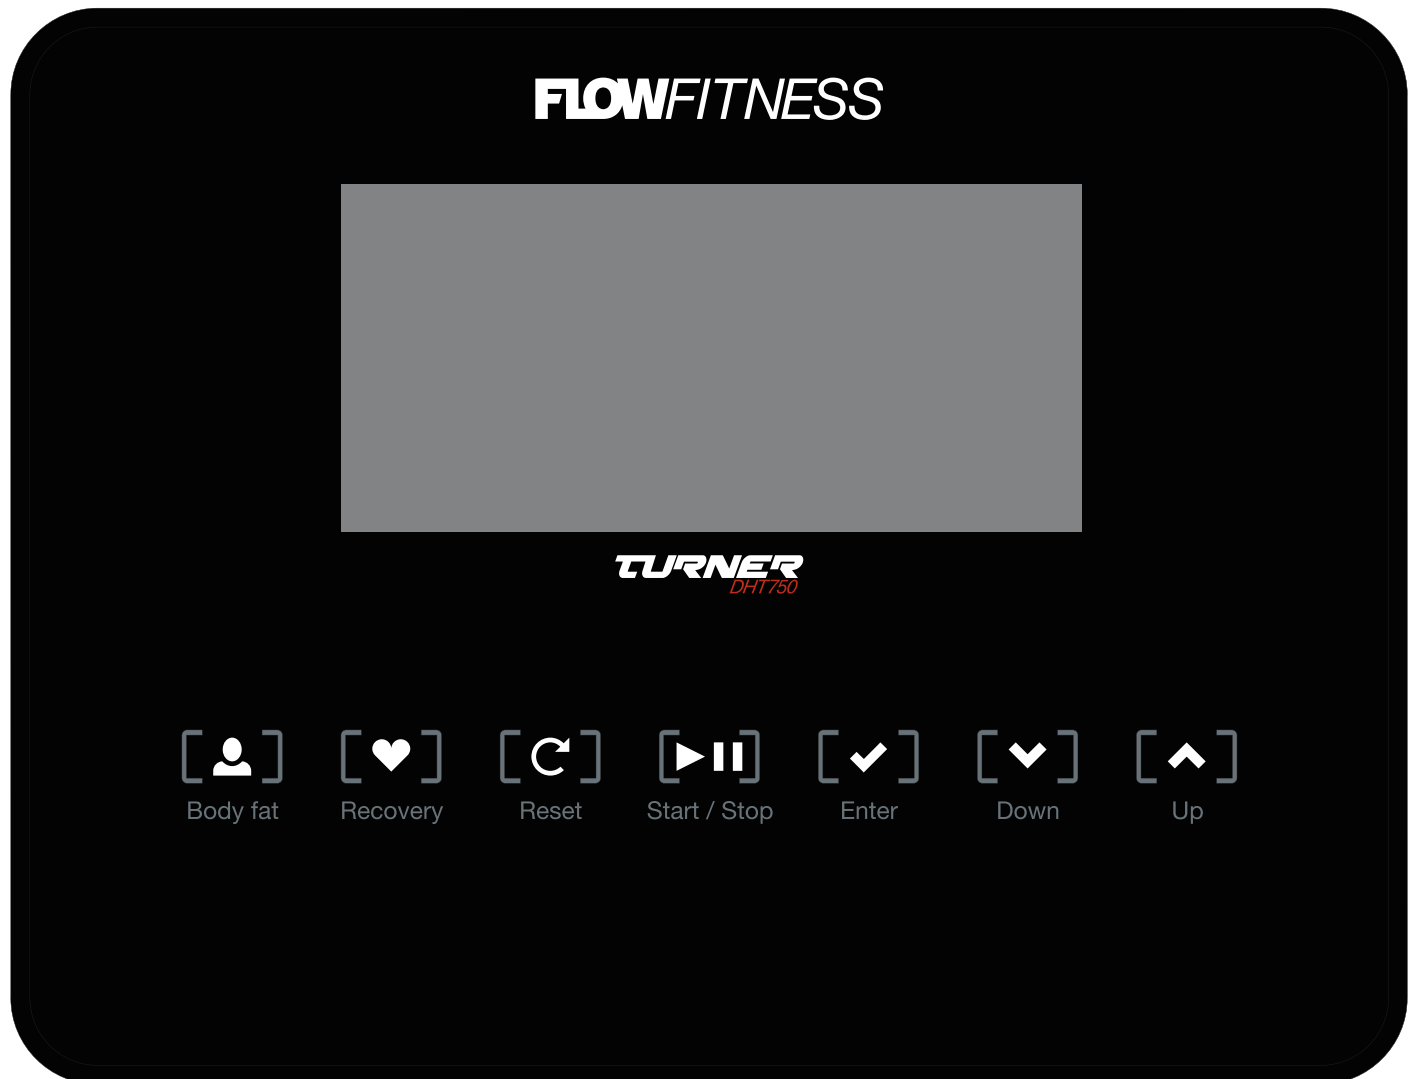 FLOWFITNESS
TURNER
DHT750
Body fat
Recovery
Reset
Start / Stop
Enter
Down
Up